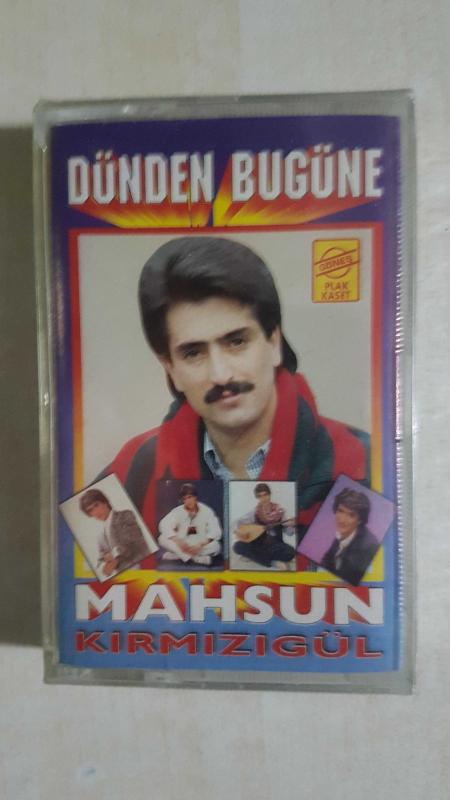 DÜNDEN BUGÜNE
GÜNEŞ
PLAK
KASET
MAHSUN
KIRMIZIGÜL